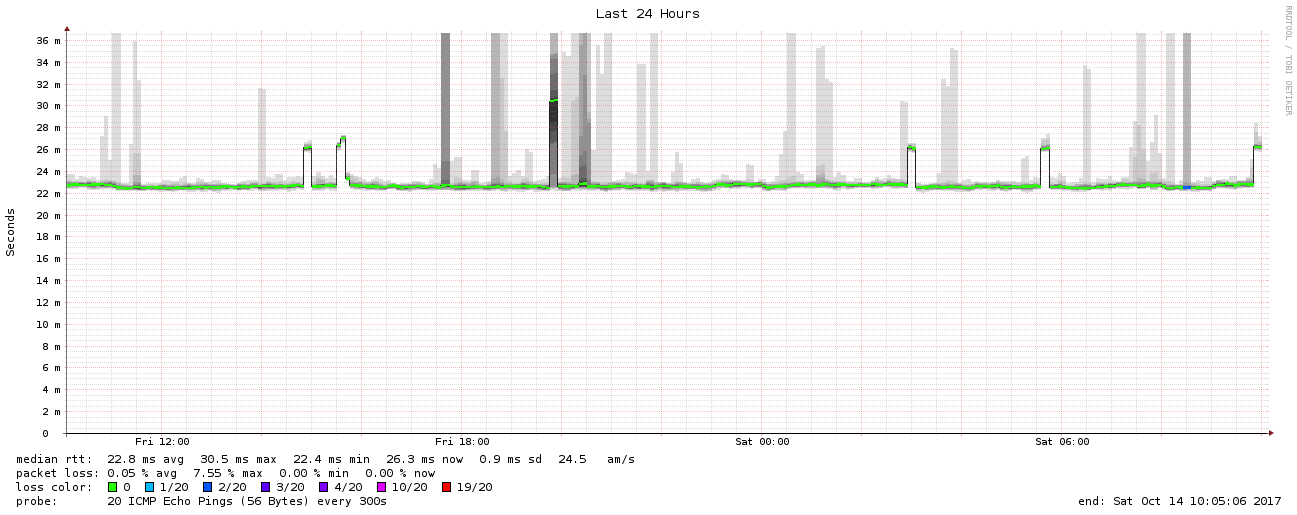 Last 24 Hours
RRDTOOL / TOBI OETIKER
Seconds
36 m
34 m
32 m
30 m
28 m
26 m
24 m
22 m
20 m
18 m
16 m
14 m
12 m
10 m
8 m
6 m
4 m
2 m
0
Fri 12:00 Fri 18:00 Sat 00:00 Sat 06:00
median rtt: 22.8 ms avg 30.5 ms max 22.4 ms min 26.3 ms now 0.9 ms sd 24.5 am/s
packet loss: 0.05 % avg 7.55 % max 0.00 % min 0.00 % now
loss color: 0 1/20 2/20 3/20 4/20 10/20 19/20
probe: 20 ICMP Echo Pings (56 Bytes) every 300s end: Sat Oct 14 10:05:06 2017